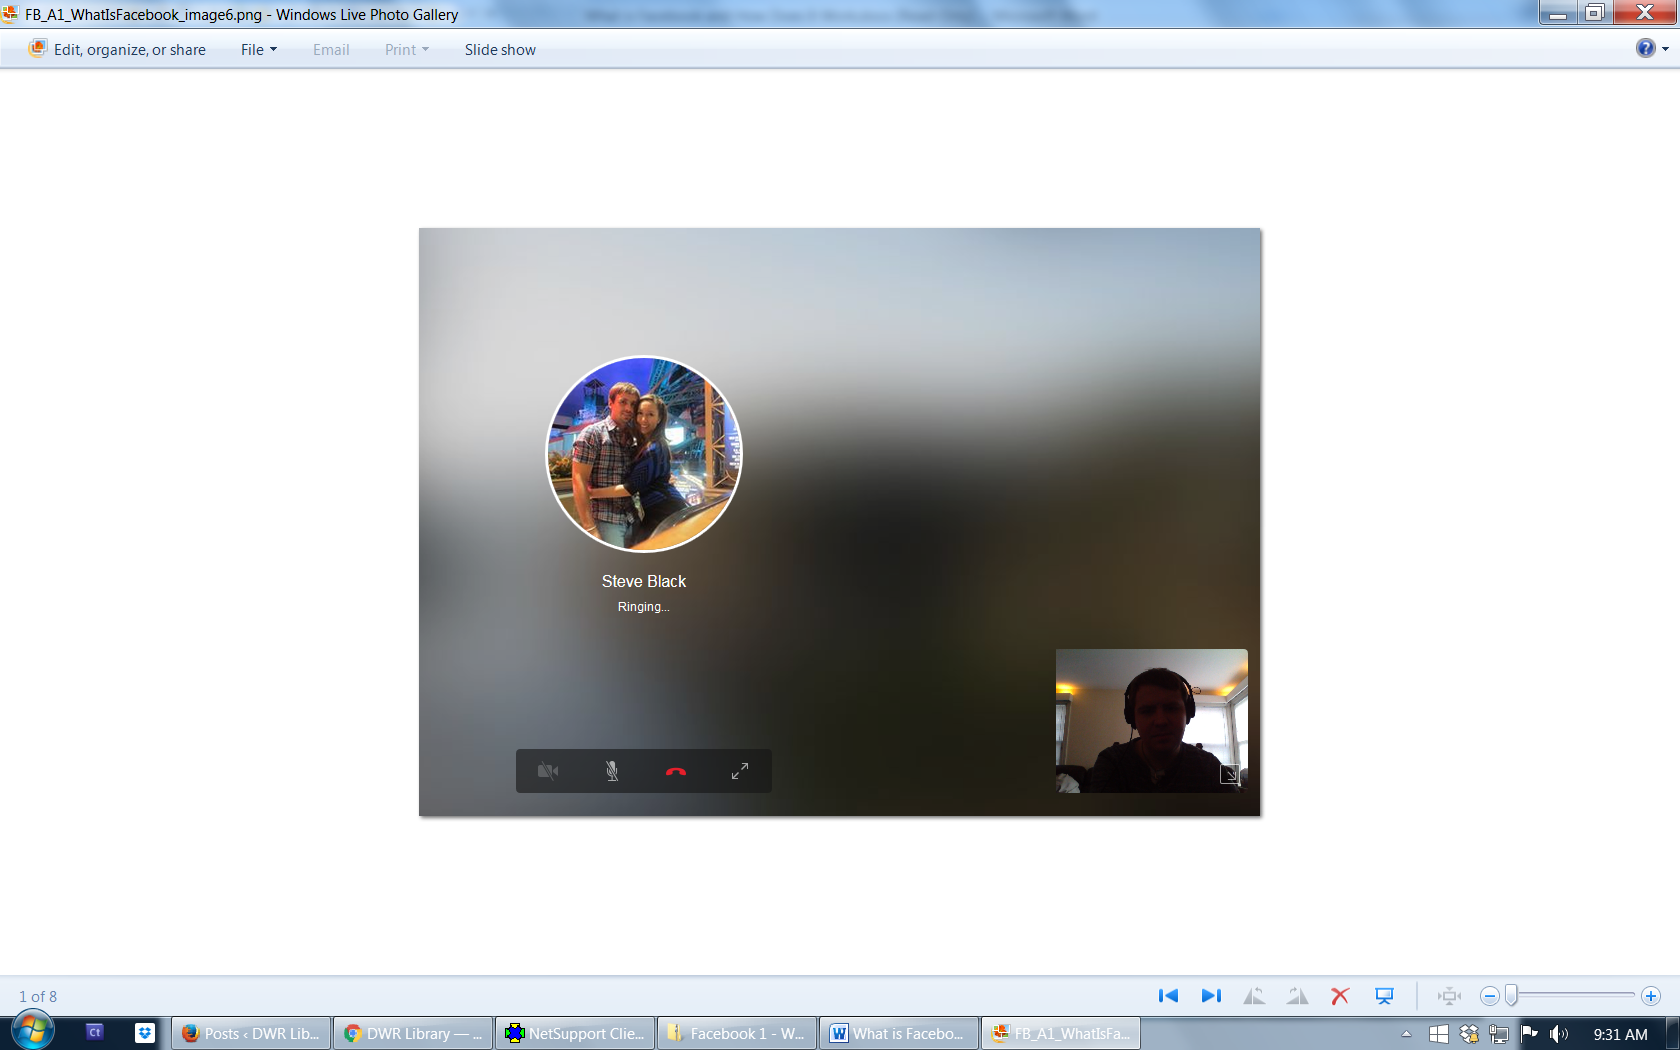 FB_A1_WhatIsFacebook_image6.png - Windows Live Photo Gallery
Edit, organize, or share
File
Email
Print
Slide show
Steve Black
Ringing...
1 of 8
Ct
Posts ‹ DWR Lib...
DWR Library — ...
NetSupport Clie...
Facebook 1 - W...
What is Facebo...
FB_A1_WhatIsFa...
9:31 AM